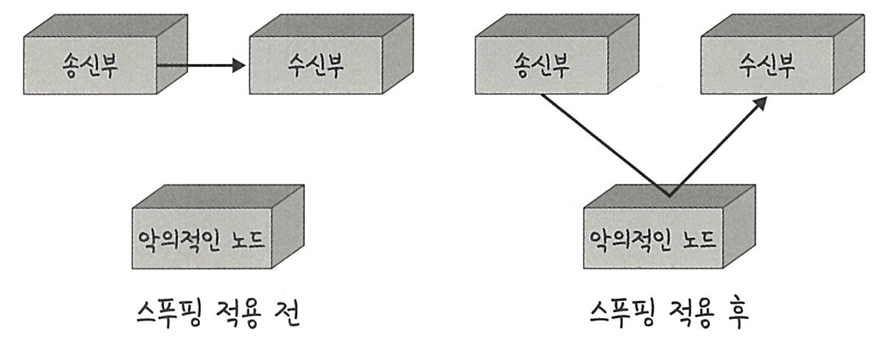 송신부
수신부
악의적인 노드
스푸핑 적용 전
송신부
수신부
악의적인 노드
스푸핑 적용 후